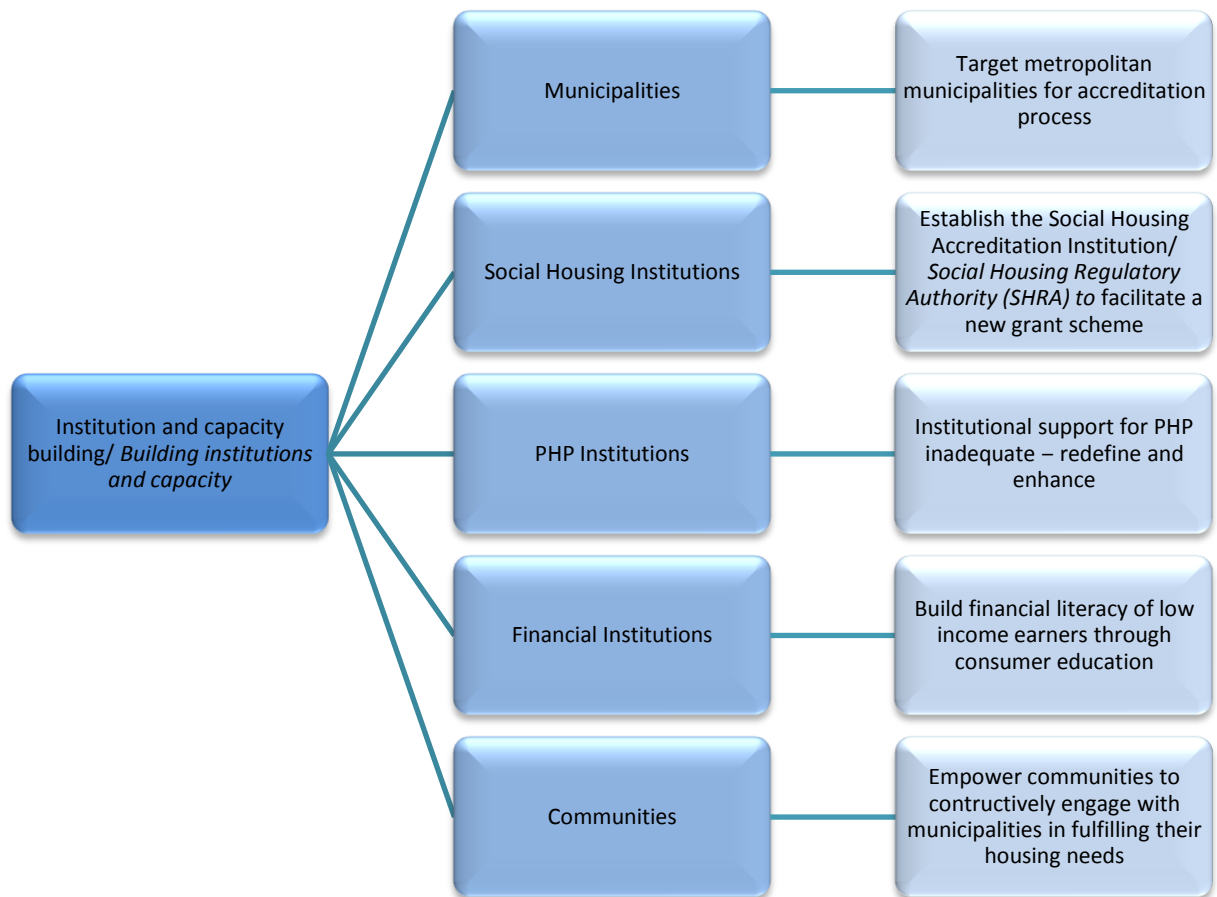 Municipalities
Target metropolitan
municipalities for accreditation
process
Social Housing Institutions
Establish the Social Housing
Accreditation Institution/
Social Housing Regulatory
Authority (SHRA) to facilitate a
new grant scheme
Institution and capacity
building/ Building institutions
and capacity
PHP Institutions
Institutional support for PHP
inadequate – redefine and
enhance
Financial Institutions
Build financial literacy of low
income earners through
consumer education
Communities
Empower communities to
contructively engage with
municipalities in fulfilling their
housing needs